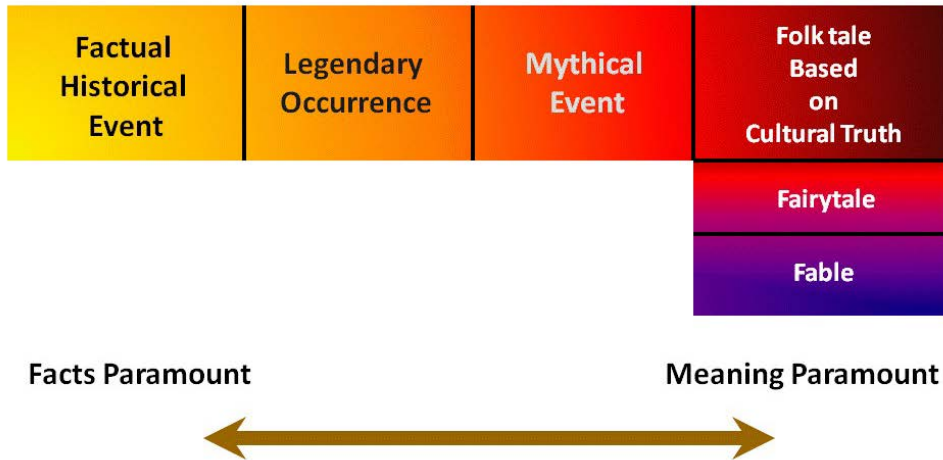 Factual
Historical
Event
Legendary
Occurrence
Mythical
Event
Folk tale
Based
on
Cultural Truth
Fairytale
Fable
Facts Paramount
Meaning Paramount